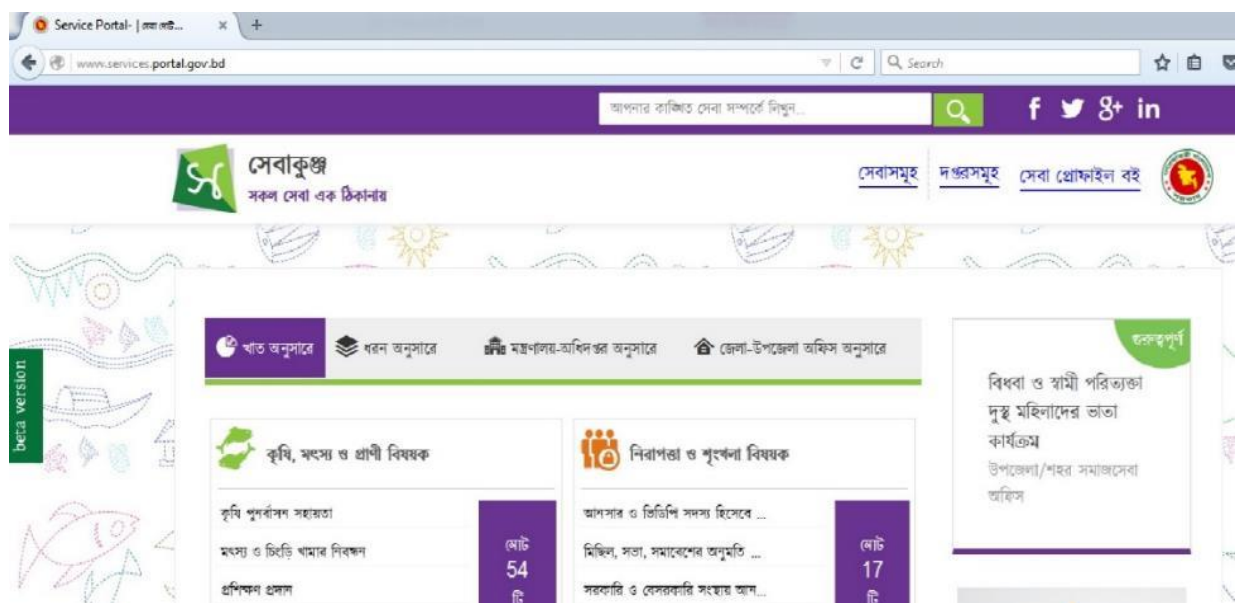 Service Portal- | সেবা পোর্ট...
www.services.portal.gov.bd
Search
আপনার কাঙ্খিত সেবা সম্পর্কে লিখুন...
f g+ in
সেবাকুঞ্জ
সকল সেবা এক ঠিকানায়
সেবাসমূহ দপ্তরসমূহ সেবা প্রোফাইল বই
খাত অনুসারে ধরন অনুসারে মন্ত্রণালয়-অধিদপ্তর অনুসারে জেলা-উপজেলা অফিস অনুসারে
গুরুত্বপূর্ণ
বিধবা ও স্বামী পরিত্যক্তা
দুস্থ মহিলাদের ভাতা
কার্যক্রম
উপজেলা/শহর সমাজসেবা
অফিস
beta version
কৃষি, মৎস্য ও প্রাণী বিষয়ক
কৃষি পুনর্বাসন সহায়তা
মৎস্য ও চিংড়ি খামার নিবন্ধন
প্রশিক্ষণ প্রদান
মোট
54
টি
নিরাপত্তা ও শৃংখলা বিষয়ক
আনসার ও ভিডিপি সদস্য হিসেবে ...
মিছিল, সভা, সমাবেশের অনুমতি ...
সরকারি ও বেসরকারি সংস্থায় আন...
মোট
17
টি